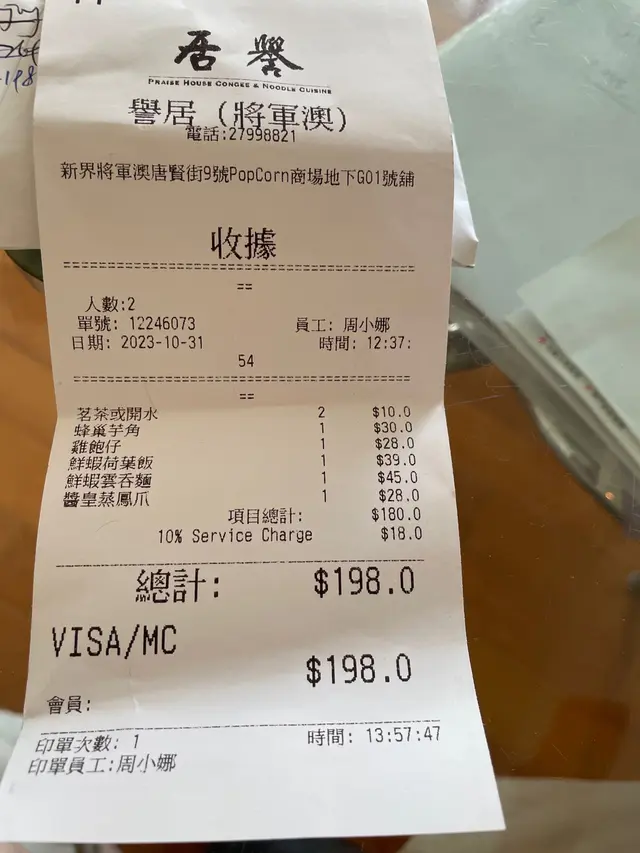 居譽
PRAISE HOUSE CONGEE & NOODLE CUISINE
譽居(將軍澳)
電話:27998821
新界將軍澳唐賢街9號PopCorn商場地下G01號舖
收據
==
人數:2
單號: 12246073 員工: 周小娜
日期: 2023-10-31 時間: 12:37:
54
==
茗茶或開水 2 $10.0
蜂巢芋角 1 $30.0
雞飽仔 1 $28.0
鮮蝦荷葉飯 1 $39.0
鮮蝦雲吞麵 1 $45.0
醬皇蒸鳳爪 1 $28.0
項目總計: $180.0
10% Service Charge $18.0
總計: $198.0
VISA/MC
$198.0
會員:
印單次數: 1 時間: 13:57:47
印單員工:周小娜
198